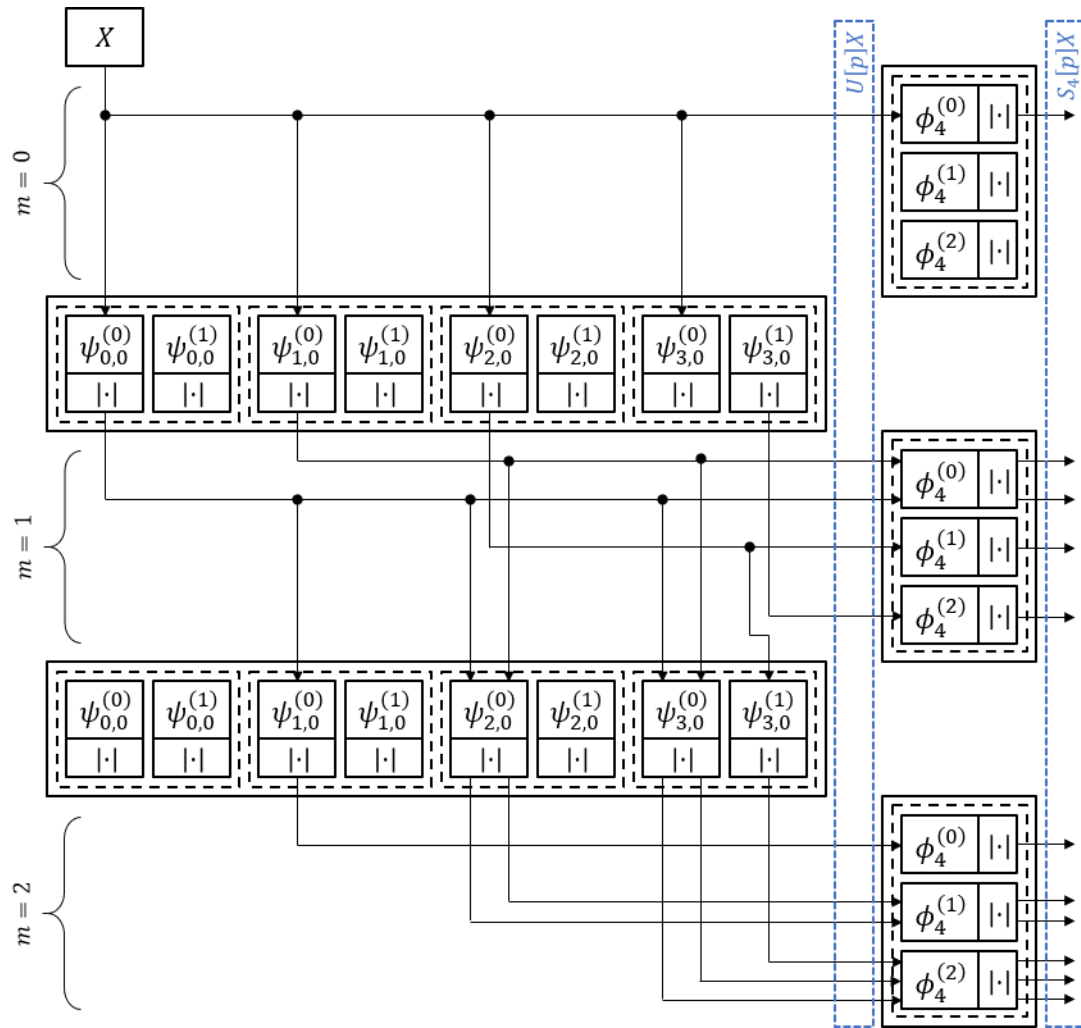 X
U[p]X
S₄[p]X
m = 0
ϕ₄⁽⁰⁾ |·|
ϕ₄⁽¹⁾ |·|
ϕ₄⁽²⁾ |·|
ψ₀,₀⁽⁰⁾ ψ₀,₀⁽¹⁾ ψ₁,₀⁽⁰⁾ ψ₁,₀⁽¹⁾ ψ₂,₀⁽⁰⁾ ψ₂,₀⁽¹⁾ ψ₃,₀⁽⁰⁾ ψ₃,₀⁽¹⁾
|·| |·| |·| |·| |·| |·| |·| |·|
m = 1
ϕ₄⁽⁰⁾ |·|
ϕ₄⁽¹⁾ |·|
ϕ₄⁽²⁾ |·|
ψ₀,₀⁽⁰⁾ ψ₀,₀⁽¹⁾ ψ₁,₀⁽⁰⁾ ψ₁,₀⁽¹⁾ ψ₂,₀⁽⁰⁾ ψ₂,₀⁽¹⁾ ψ₃,₀⁽⁰⁾ ψ₃,₀⁽¹⁾
|·| |·| |·| |·| |·| |·| |·| |·|
m = 2
ϕ₄⁽⁰⁾ |·|
ϕ₄⁽¹⁾ |·|
ϕ₄⁽²⁾ |·|